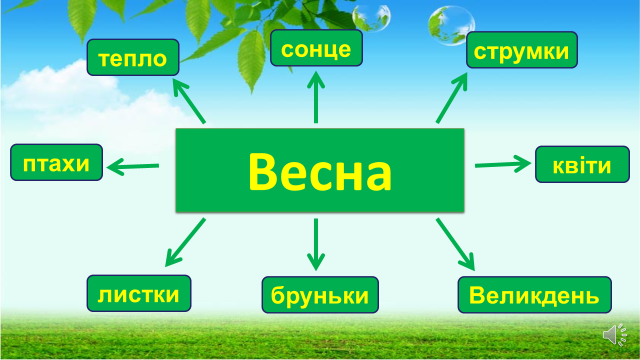 сонце
струмки
тепло
птахи
Весна
квіти
листки
бруньки
Великдень